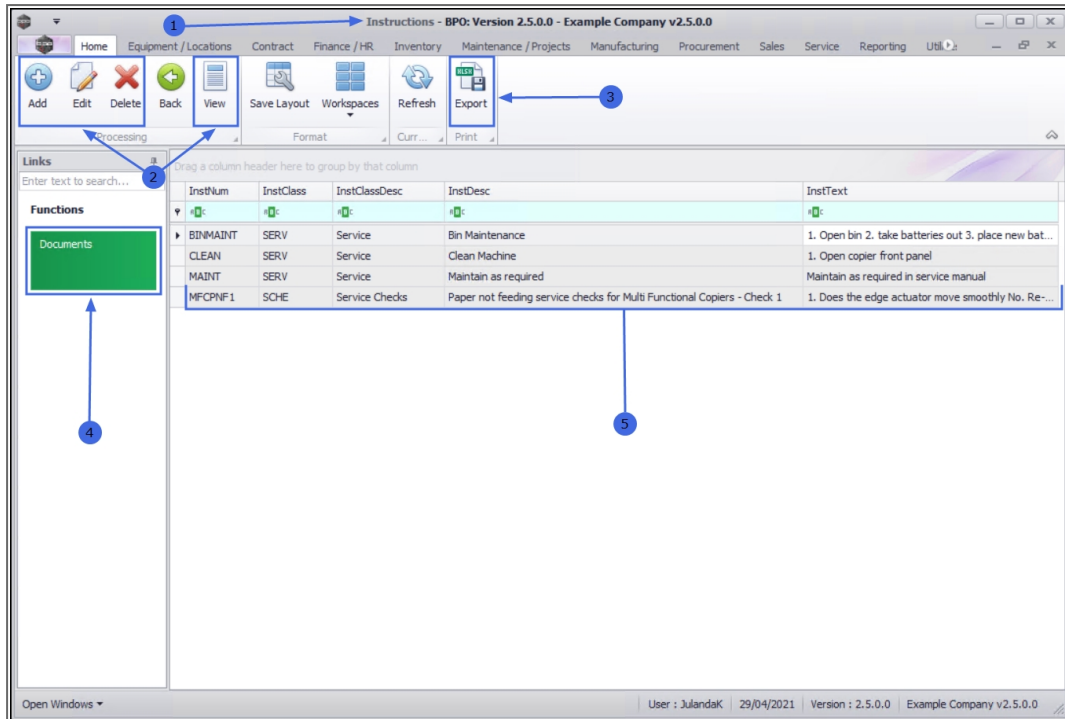 1
Instructions - BPO: Version 2.5.0.0 - Example Company v2.5.0.0
Home Equipment / Locations Contract Finance / HR Inventory Maintenance / Projects Manufacturing Procurement Sales Service Reporting
Add Edit Delete Back View Save Layout Workspaces Refresh Export
XLSX
3
Processing Format Curr... Print
2
Links
Enter text to search...
Functions
Documents
4
Drag a column header here to group by that column
InstNum InstClass InstClassDesc InstDesc InstText
BINMAINT SERV Service Bin Maintenance 1. Open bin 2. take batteries out 3. place new bat...
CLEAN SERV Service Clean Machine 1. Open copier front panel
MAINT SERV Service Maintain as required Maintain as required in service manual
MFCPNF1 SCHE Service Checks Paper not feeding service checks for Multi Functional Copiers - Check 1 1. Does the edge actuator move smoothly No. Re-...
5
Open Windows User : JulandaK 29/04/2021 Version : 2.5.0.0 Example Company v2.5.0.0